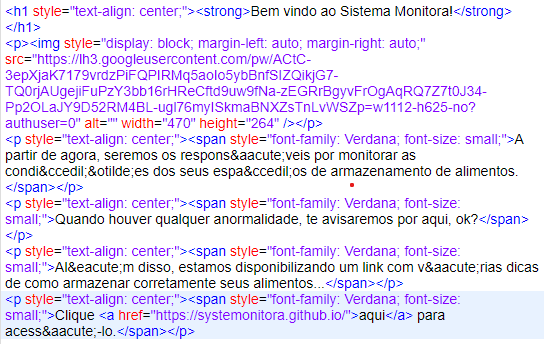 <h1 style="text-align: center;"><strong>Bem vindo ao Sistema Monitora!</strong>
</h1>
<p><img style="display: block; margin-left: auto; margin-right: auto;"
src="https://lh3.googleusercontent.com/pw/ACtC-
3epXjaK7179vrdzPiFQPIRMq5aoIo5ybBnfSIZQikjG7-
TQ0rjAUgejiFuPzY3bb16rHReCftd9uw9fNa-zEGRrBgyvFrOgAqRQ7Z7t0J34-
Pp2OLaJY9D52RM4BL-ugl76myISkmaBNXZsTnLvWSZp=w1112-h625-no?
authuser=0" alt="" width="470" height="264" /></p>
<p style="text-align: center;"><span style="font-family: Verdana; font-size: small;">A
partir de agora, seremos os respons&aacute;veis por monitorar as
condi&ccedil;&otilde;es dos seus espa&ccedil;os de armazenamento de alimentos.
</span></p>
<p style="text-align: center;"><span style="font-family: Verdana; font-size:
small;">Quando houver qualquer anormalidade, te avisaremos por aqui, ok?</span>
</p>
<p style="text-align: center;"><span style="font-family: Verdana; font-size:
small;">Al&eacute;m disso, estamos disponibilizando um link com v&aacute;rias dicas
de como armazenar corretamente seus alimentos...</span></p>
<p style="text-align: center;"><span style="font-family: Verdana; font-size:
small;">Clique <a href="https://systemonitora.github.io/">aqui</a> para
acess&aacute;-lo.</span></p>